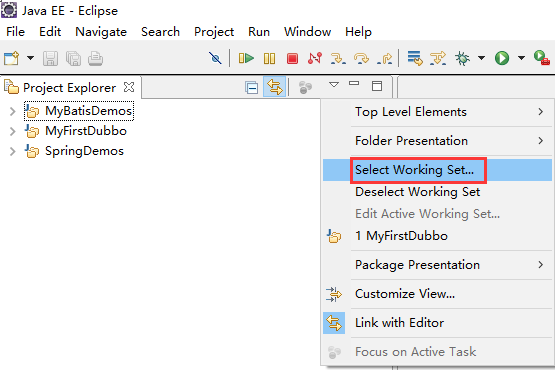 Java EE - Eclipse
File Edit Navigate Search Project Run Window Help
Project Explorer
MyBatisDemos
MyFirstDubbo
SpringDemos
Top Level Elements
Folder Presentation
Select Working Set...
Deselect Working Set
Edit Active Working Set...
1 MyFirstDubbo
Package Presentation
Customize View...
Link with Editor
Focus on Active Task